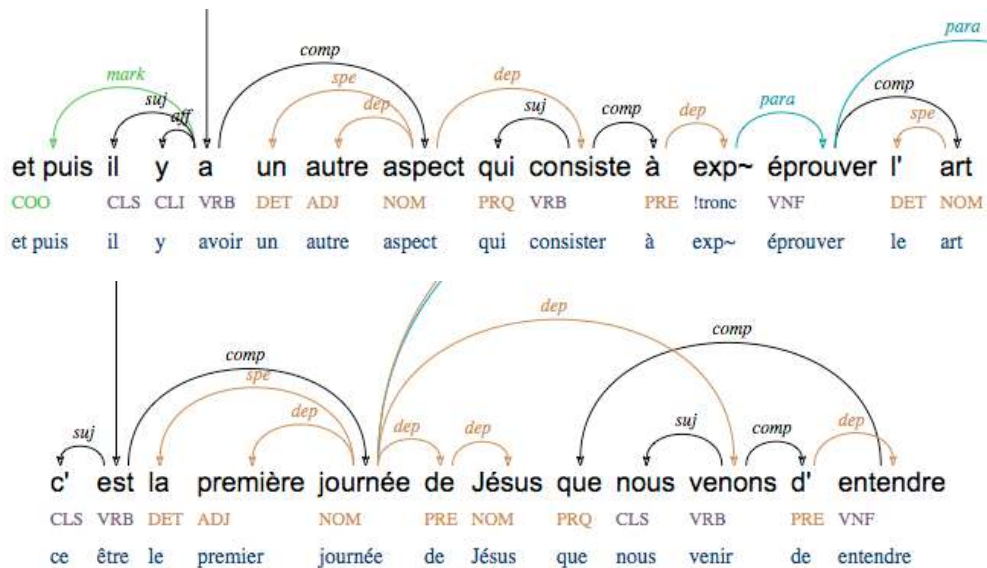 para
comp
mark spe dep
suj dep suj comp dep para comp
aff spe
et puis il y a un autre aspect qui consiste à exp~ éprouver l' art
COO CLS CLI VRB DET ADJ NOM PRQ VRB PRE !tronc VNF DET NOM
et puis il y avoir un autre aspect qui consister à exp~ éprouver le art
dep
comp comp
spe
suj dep dep dep suj comp dep
c' est la première journée de Jésus que nous venons d' entendre
CLS VRB DET ADJ NOM PRE NOM PRQ CLS VRB PRE VNF
ce être le premier journée de Jésus que nous venir de entendre